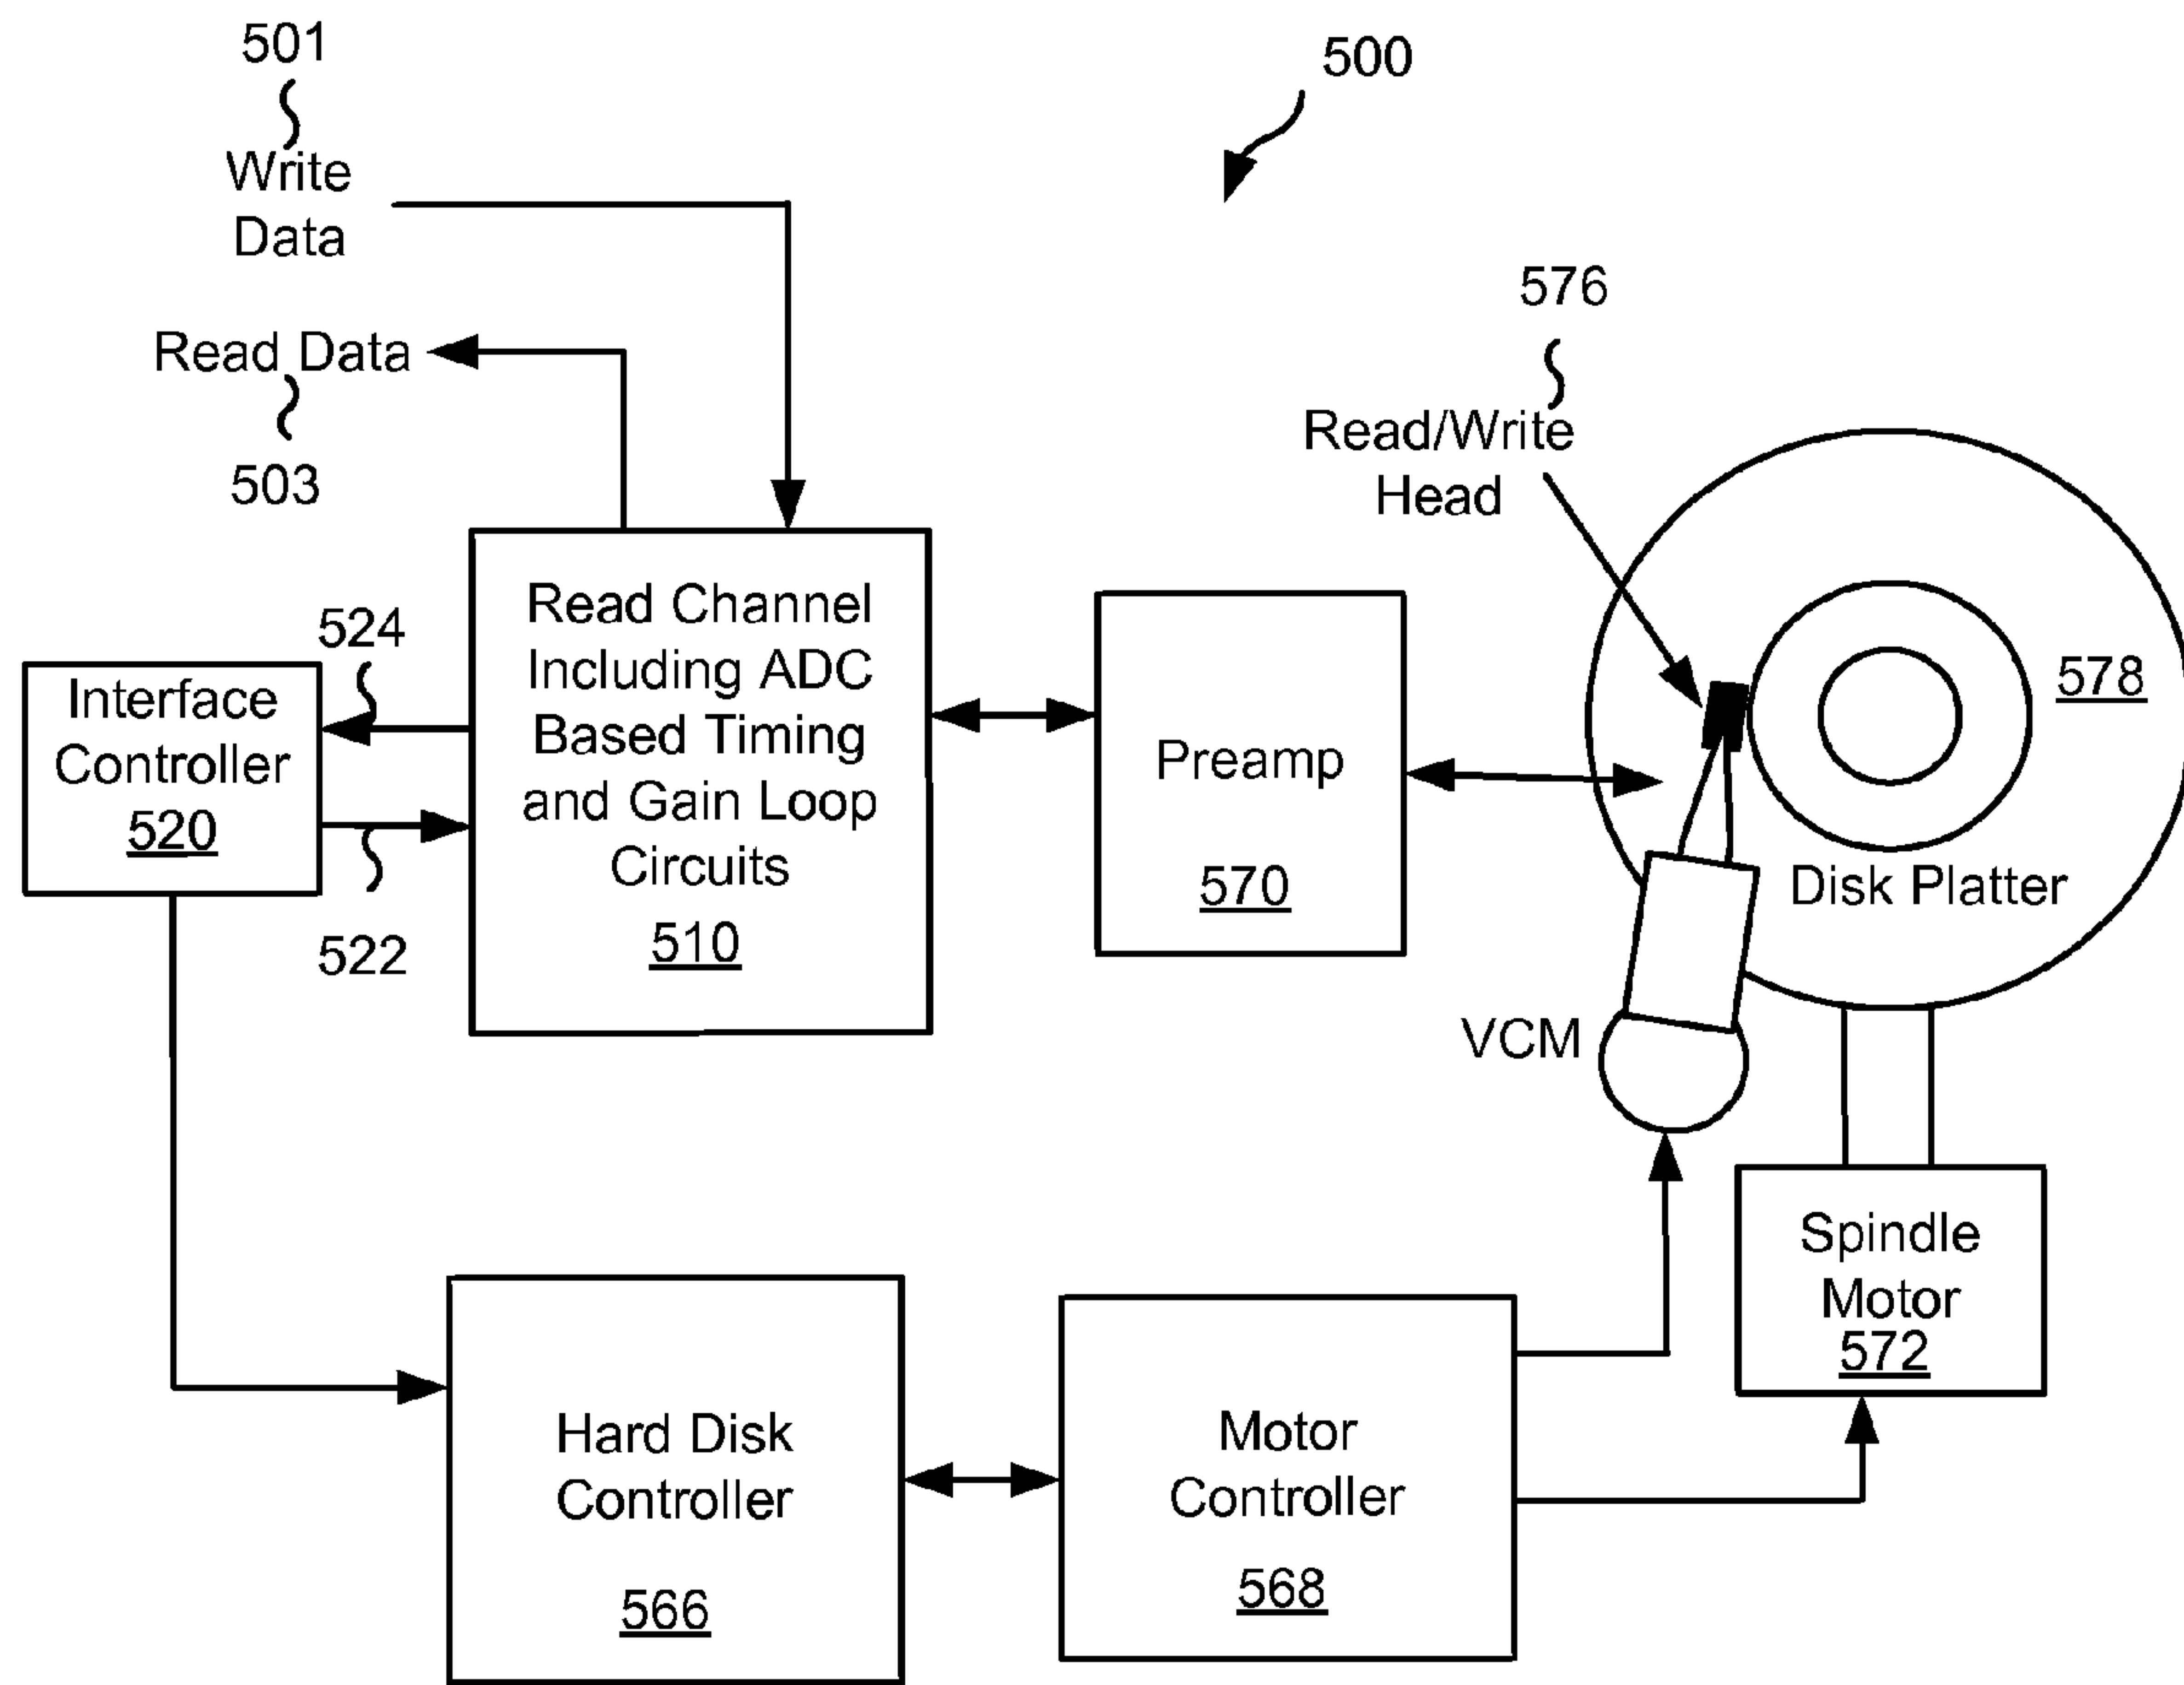 501
Write
Data
500
Read Data
503
576
Read/Write
Head
524
Interface
Controller
520
522
Read Channel
Including ADC
Based Timing
and Gain Loop
Circuits
510
Preamp
570
578
Disk Platter
VCM
Spindle
Motor
572
Hard Disk
Controller
566
Motor
Controller
568